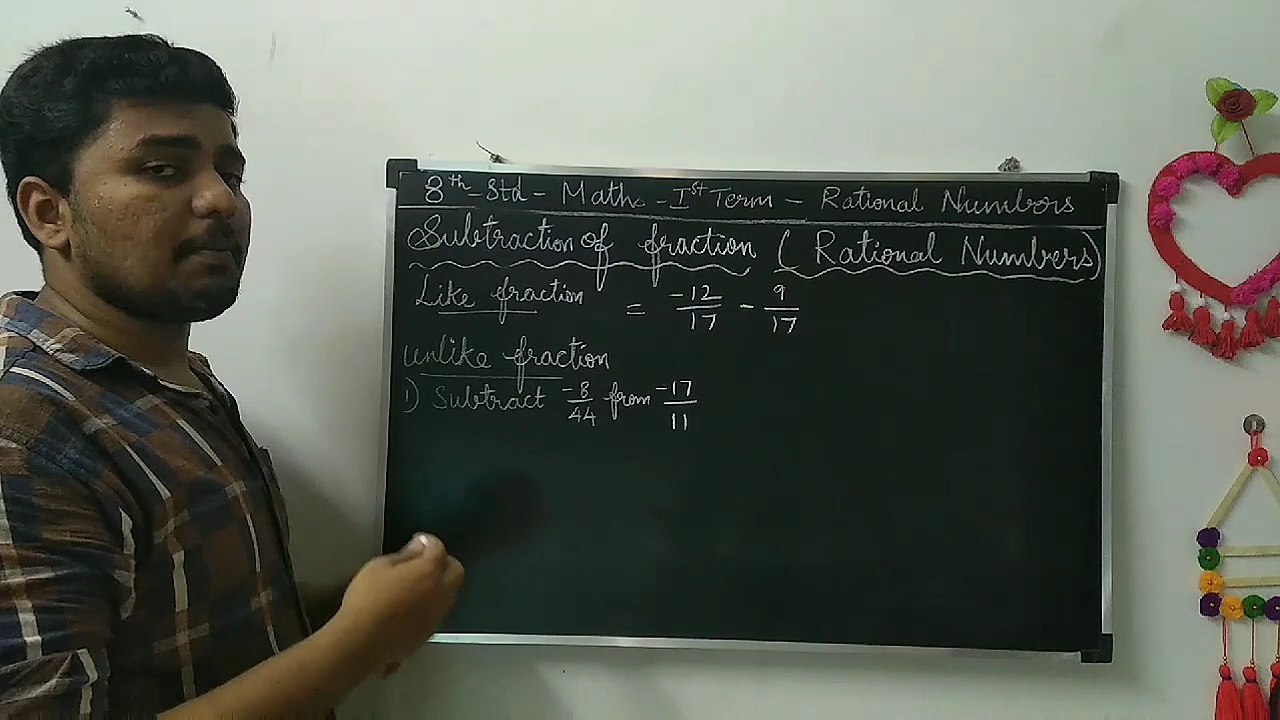 8th - Std - Math - Ist Term - Rational Numbers
Subtraction of fraction ( Rational Numbers)
Like fraction = -12/17 - 9/17
Unlike fraction
1) Subtract -8/44 from -17/11